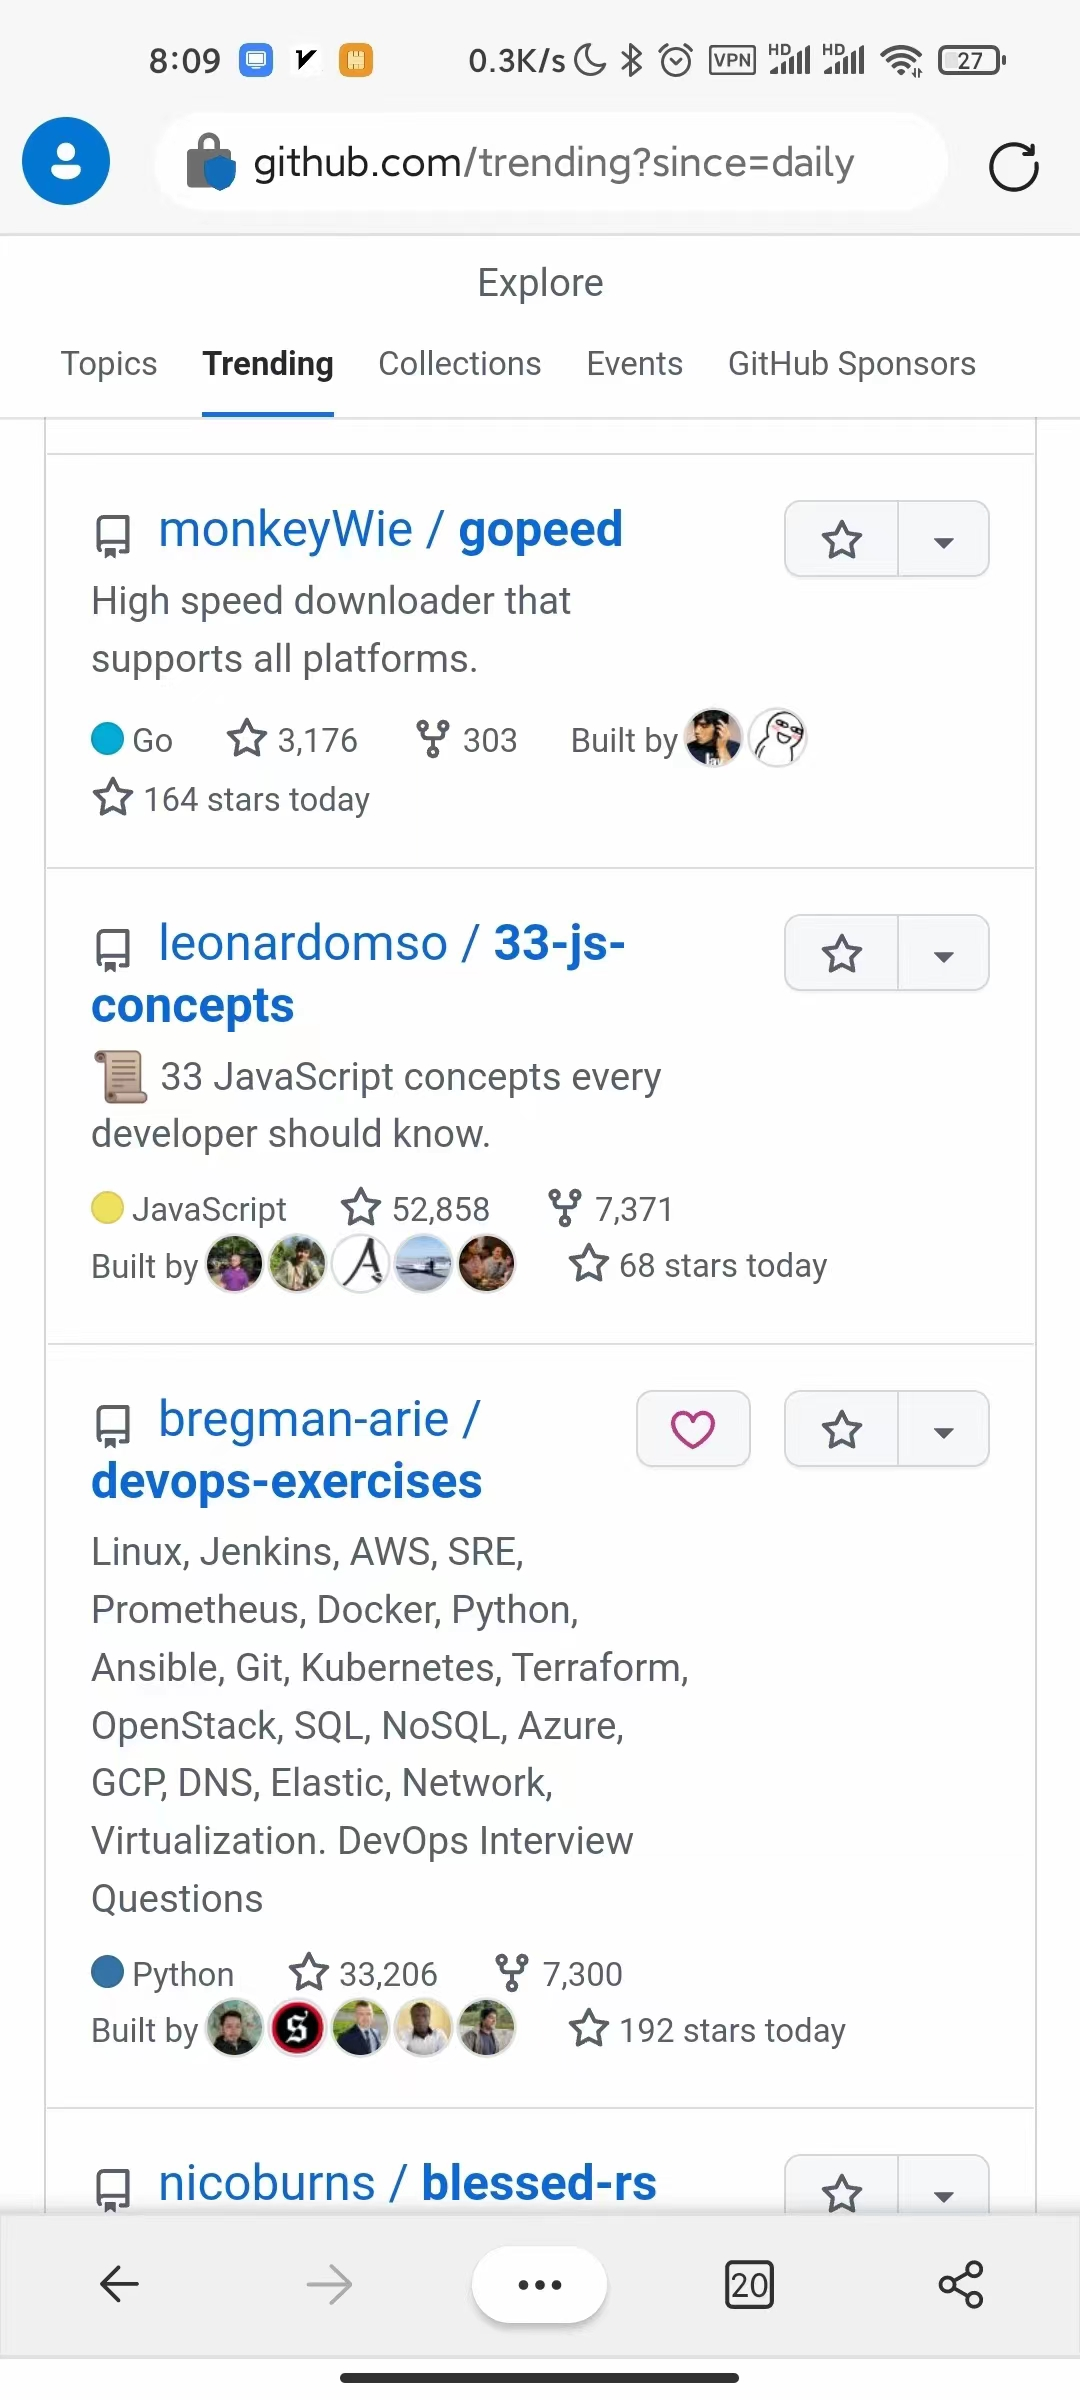 8:09 0.3K/s VPN HD HD 27
github.com/trending?since=daily
Explore
Topics Trending Collections Events GitHub Sponsors
monkeyWie / gopeed
High speed downloader that
supports all platforms.
Go 3,176 303 Built by
164 stars today
leonardomso / 33-js-
concepts
33 JavaScript concepts every
developer should know.
JavaScript 52,858 7,371
Built by 68 stars today
bregman-arie /
devops-exercises
Linux, Jenkins, AWS, SRE,
Prometheus, Docker, Python,
Ansible, Git, Kubernetes, Terraform,
OpenStack, SQL, NoSQL, Azure,
GCP, DNS, Elastic, Network,
Virtualization. DevOps Interview
Questions
Python 33,206 7,300
Built by 192 stars today
nicoburns / blessed-rs
20